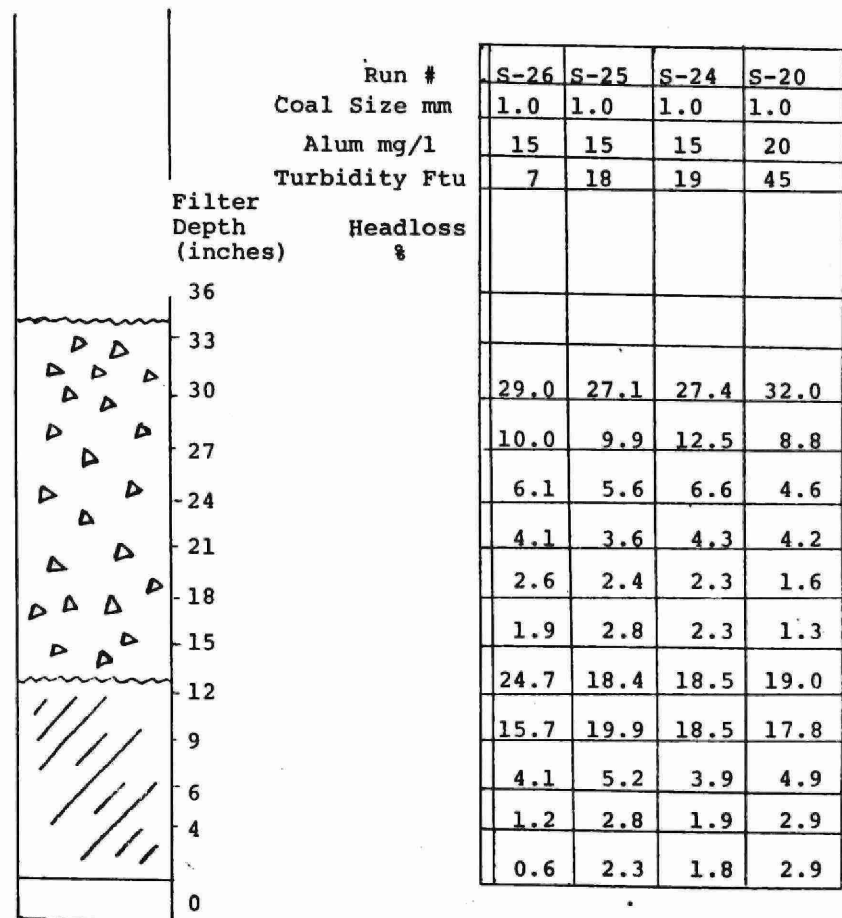 Run # S-26 S-25 S-24 S-20
Coal Size mm 1.0 1.0 1.0 1.0
Alum mg/l 15 15 15 20
Turbidity Ftu 7 18 19 45
Filter
Depth Headloss
(inches) %
36
33
30 29.0 27.1 27.4 32.0
27 10.0 9.9 12.5 8.8
24 6.1 5.6 6.6 4.6
21 4.1 3.6 4.3 4.2
18 2.6 2.4 2.3 1.6
15 1.9 2.8 2.3 1.3
12 24.7 18.4 18.5 19.0
9 15.7 19.9 18.5 17.8
6 4.1 5.2 3.9 4.9
4 1.2 2.8 1.9 2.9
0 0.6 2.3 1.8 2.9